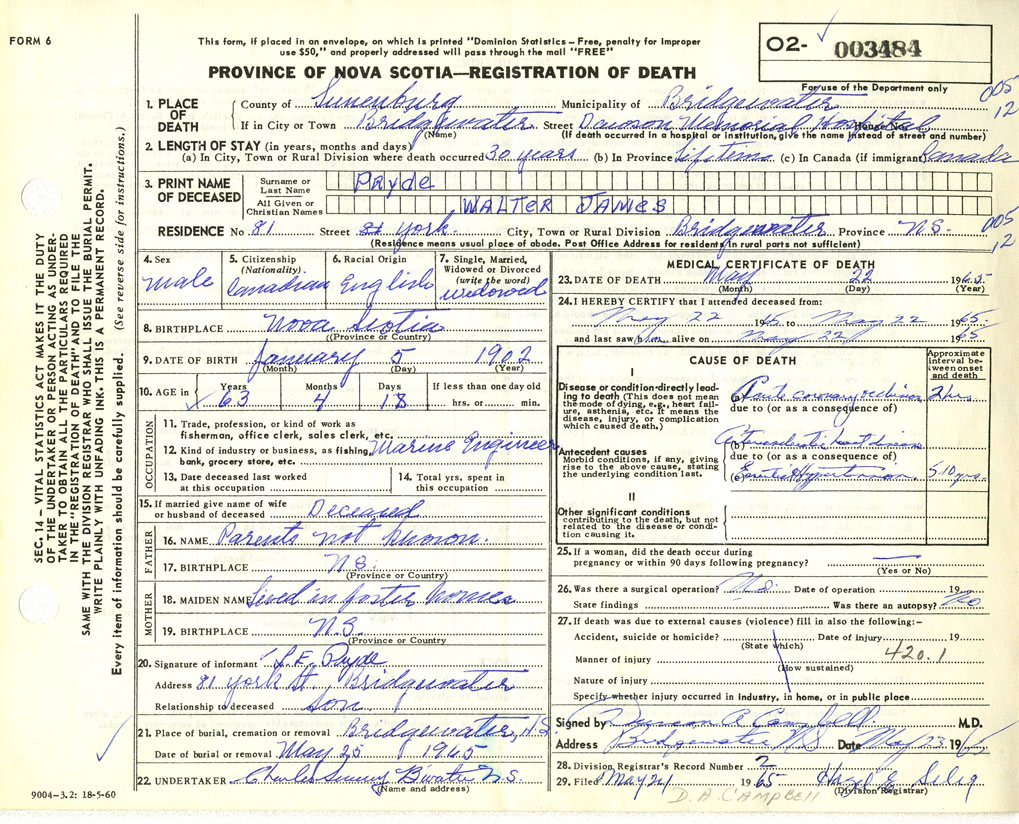 FORM 6
This form, if placed in an envelope, on which is printed "Dominion Statistics – Free, penalty for improper
use $50," and properly addressed will pass through the mail "FREE"
O2- 003484
For use of the Department only
PROVINCE OF NOVA SCOTIA—REGISTRATION OF DEATH
005
12
1. PLACE OF DEATH
County of Lunenburg Municipality of Bridgewater
If in City or Town Bridgewater Street Dawson Memorial Hospital House No.
(Name) (If death occurred in a hospital or institution, give the name instead of street and number)
2. LENGTH OF STAY (in years, months and days)
(a) In City, Town or Rural Division where death occurred 30 years (b) In Province Lifetime (c) In Canada (if immigrant) Canada
3. PRINT NAME OF DECEASED
Surname or Last Name PRYDE
All Given or Christian Names WALTER JAMES
RESIDENCE No 81 Street St York City, Town or Rural Division Bridgewater Province N.S.
005
12
(Residence means usual place of abode. Post Office Address for residents in rural parts not sufficient)
4. Sex male
5. Citizenship (Nationality). Canadian
6. Racial Origin English
7. Single, Married, Widowed or Divorced (write the word) widowed
8. BIRTHPLACE Nova Scotia
(Province or Country)
9. DATE OF BIRTH January 5 1902
(Month) (Day) (Year)
10. AGE in Years 63 Months 4 Days 18 If less than one day old hrs. or min.
OCCUPATION
11. Trade, profession, or kind of work as
fisherman, office clerk, sales clerk, etc.
12. Kind of industry or business, as fishing, Marine Engineer
bank, grocery store, etc.
13. Date deceased last worked
at this occupation
14. Total yrs. spent in
this occupation
15. If married give name of wife
or husband of deceased Deceased
FATHER
16. NAME Parents not known.
17. BIRTHPLACE N.S.
(Province or Country)
MOTHER
18. MAIDEN NAME Lived in foster homes
19. BIRTHPLACE N.S.
(Province or Country
20. Signature of informant L.E. Pryde
Address 81 York St. Bridgewater
Relationship to deceased son.
21. Place of burial, cremation or removal Bridgewater, N.S.
Date of burial or removal May 25 1965
22. UNDERTAKER Charles B'water N.S.
(Name and address)
9004–3.2: 18-5-60
MEDICAL CERTIFICATE OF DEATH
23. DATE OF DEATH May 22 1965
(Month) (Day) (Year)
24. I HEREBY CERTIFY that I attended deceased from:
May 22 1965 to May 22 1965
and last saw him alive on May 22 1965
CAUSE OF DEATH
Approximate interval between onset and death
I
Disease or condition directly leading to death (This does not mean the mode of dying, e.g., heart failure, asthenia, etc. It means the disease, injury, or complication which caused death.)
(a) Acute coronary occlusion 2 hrs
due to (or as a consequence of)
(b) heart disease
due to (or as a consequence of)
Antecedent causes
Morbid condition, if any, giving rise to the above cause, stating the underlying condition last.
(c) Hypertension 5-10 yrs.
II
Other significant conditions
contributing to the death, but not related to the disease or condition causing it.
25. If a woman, did the death occur during
pregnancy or within 90 days following pregnancy?
(Yes or No)
26. Was there a surgical operation? Date of operation 19
State findings Was there an autopsy? No
27. If death was due to external causes (violence) fill in also the following:-
Accident, suicide or homicide? Date of injury 19
(State which)
420.1
Manner of injury
(How sustained)
Nature of injury
Specify whether injury occurred in industry, in home, or in public place
Signed by Duncan A Campbell. M.D.
Address Bridgewater N.S Date May 23 19
28. Division Registrar's Record Number 2
29. Filed May 21 1965 Hazel E. Selig
(Division Registrar)
D.A. CAMPBELL
SEC. 14 – VITAL STATISTICS ACT MAKES IT THE DUTY
OF THE UNDERTAKER OR PERSON ACTING AS UNDER-
TAKER TO OBTAIN ALL THE PARTICULARS REQUIRED
IN THE "REGISTRATION OF DEATH" AND TO FILE THE
SAME WITH THE DIVISION REGISTRAR WHO SHALL ISSUE THE BURIAL PERMIT.
WRITE PLAINLY WITH UNFADING INK. THIS IS A PERMANENT RECORD.
Every item of information should be carefully supplied. (See reverse side for instructions.)